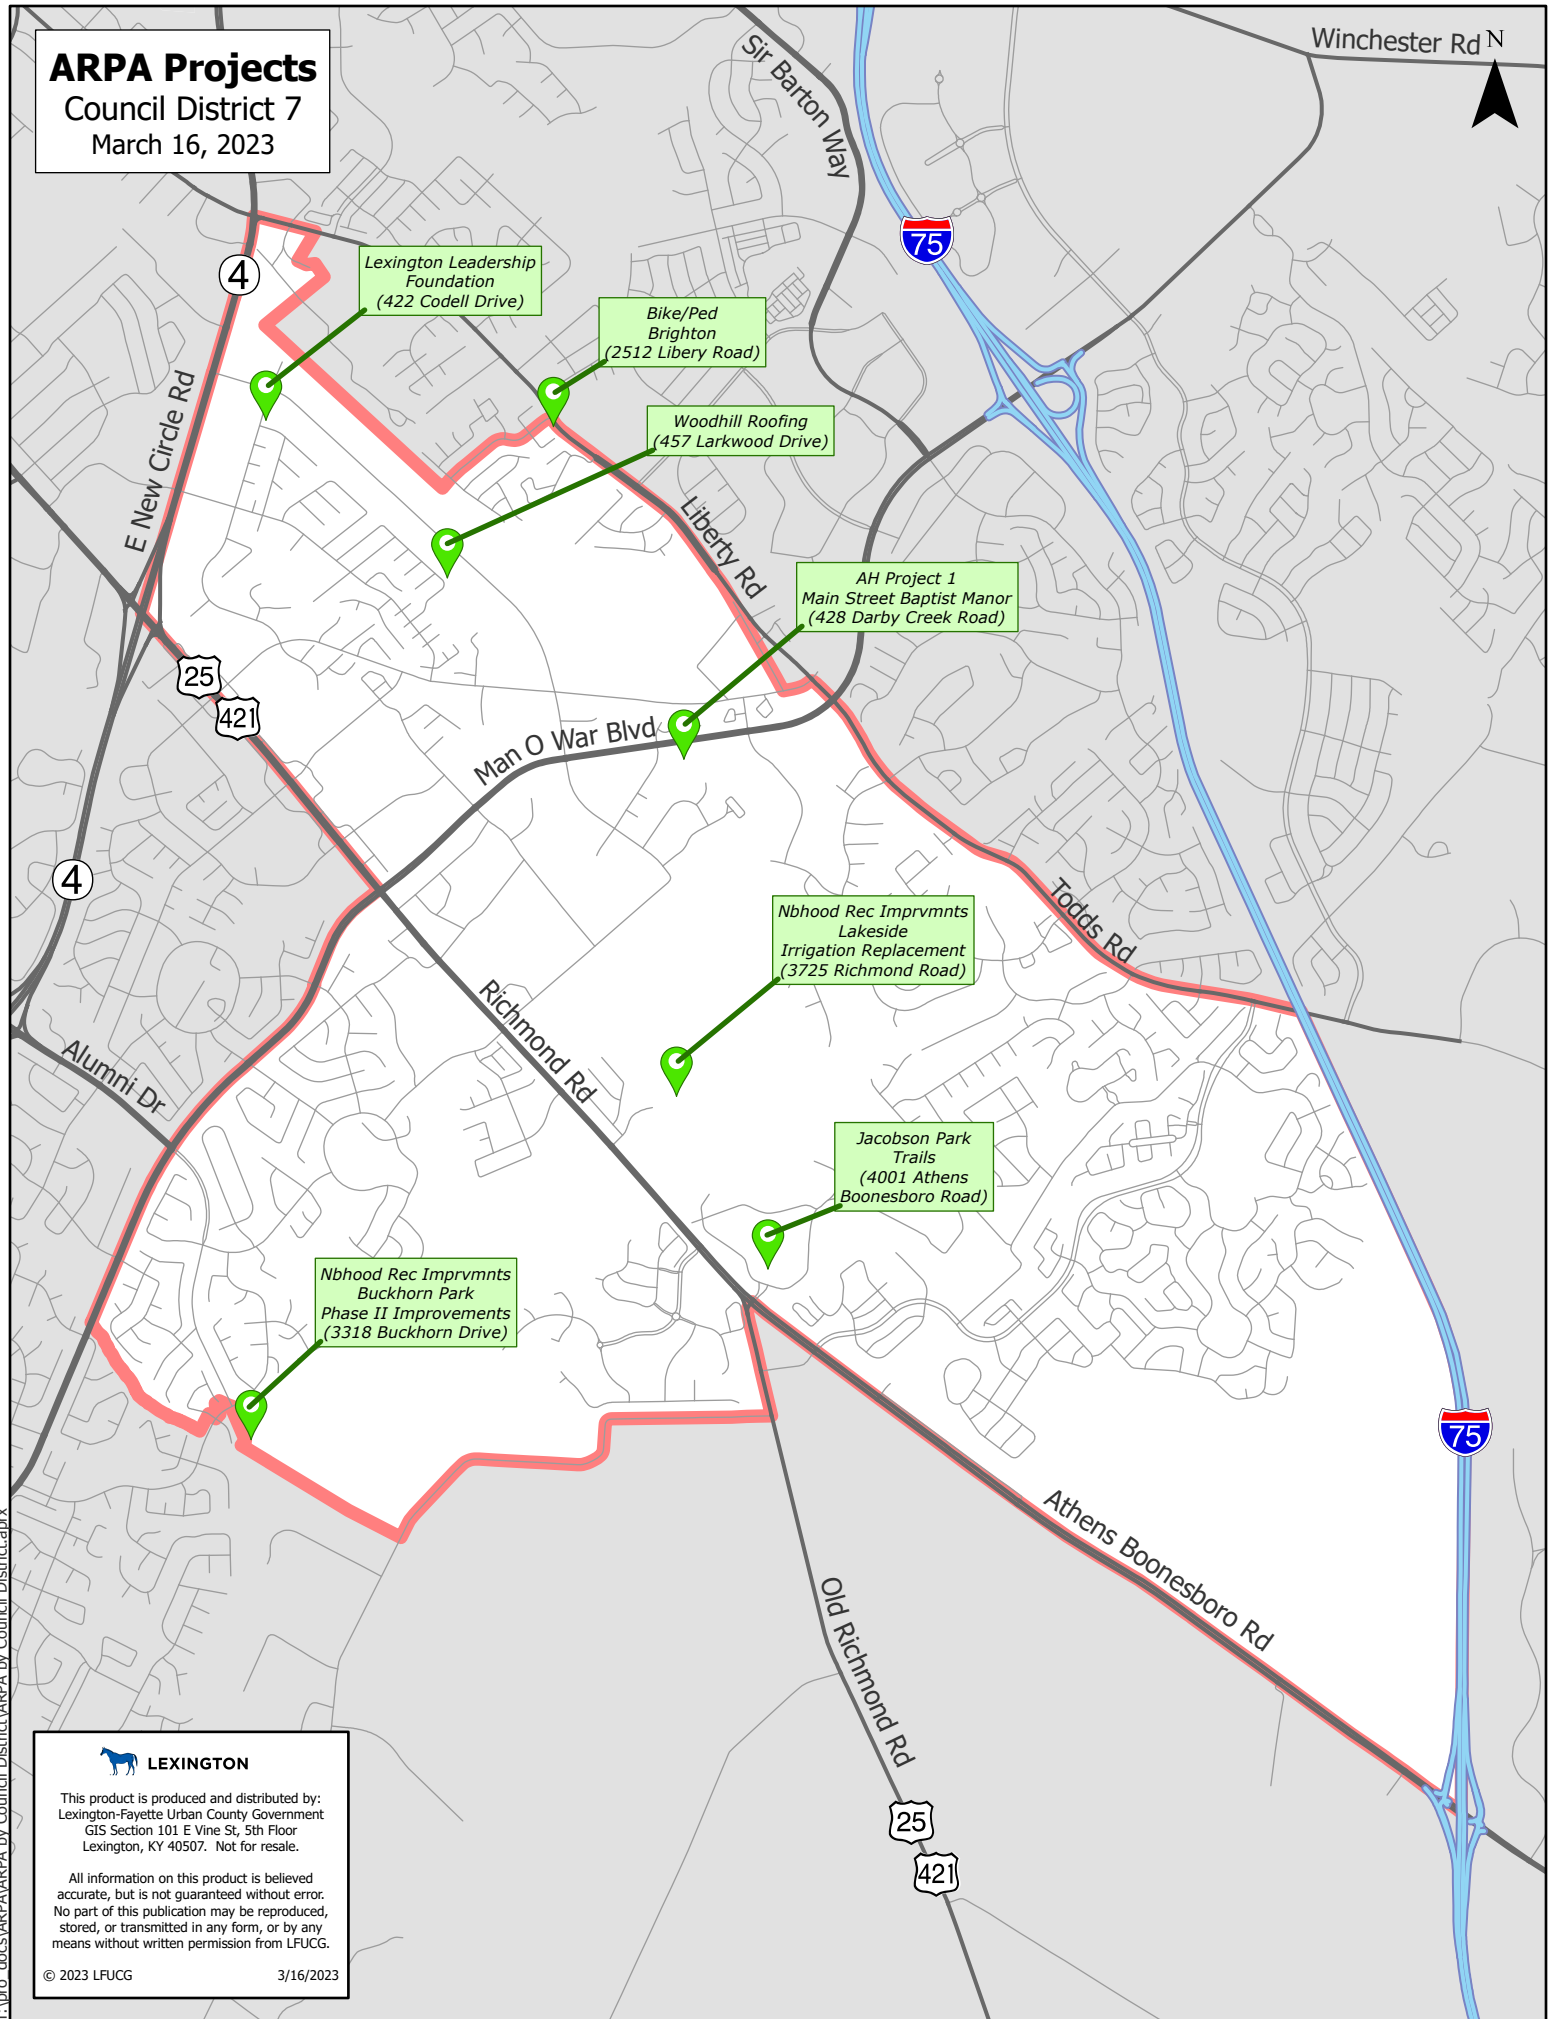 ARPA Projects
Council District 7
March 16, 2023
Winchester Rd
N
Sir Barton Way
75
4
Lexington Leadership
Foundation
(422 Codell Drive)
Bike/Ped
Brighton
(2512 Libery Road)
E New Circle Rd
Woodhill Roofing
(457 Larkwood Drive)
Liberty Rd
AH Project 1
Main Street Baptist Manor
(428 Darby Creek Road)
25
421
Man O War Blvd
4
Todds Rd
Nbhood Rec Imprvmnts
Lakeside
Irrigation Replacement
(3725 Richmond Road)
Richmond Rd
Alumni Dr
Jacobson Park
Trails
(4001 Athens
Boonesboro Road)
Nbhood Rec Imprvmnts
Buckhorn Park
Phase II Improvements
(3318 Buckhorn Drive)
75
Athens Boonesboro Rd
Old Richmond Rd
25
421
LEXINGTON
This product is produced and distributed by:
Lexington-Fayette Urban County Government
GIS Section 101 E Vine St, 5th Floor
Lexington, KY 40507.  Not for resale.
All information on this product is believed
accurate, but is not guaranteed without error.
No part of this publication may be reproduced,
stored, or transmitted in any form, or by any
means without written permission from LFUCG.
© 2023 LFUCG 3/16/2023